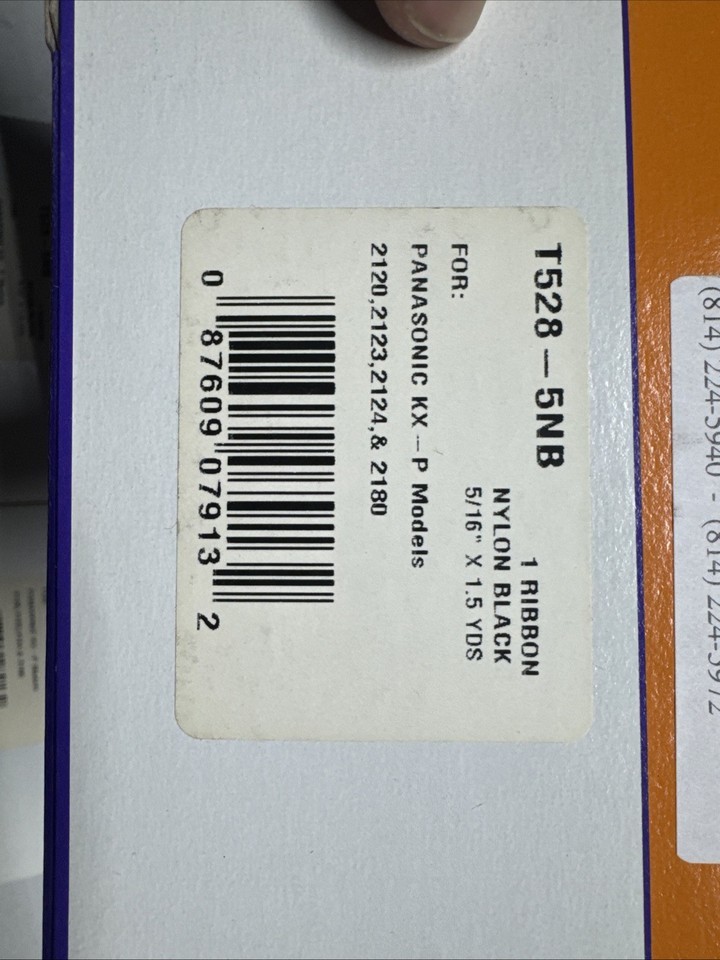 (814) 224-5940 - (814) 224-5972
T528-5NB
1 RIBBON
NYLON BLACK
5/16" X 1.5 YDS
FOR:
PANASONIC KX-P Models
2120,2123,2124,& 2180
0 87609 07913 2